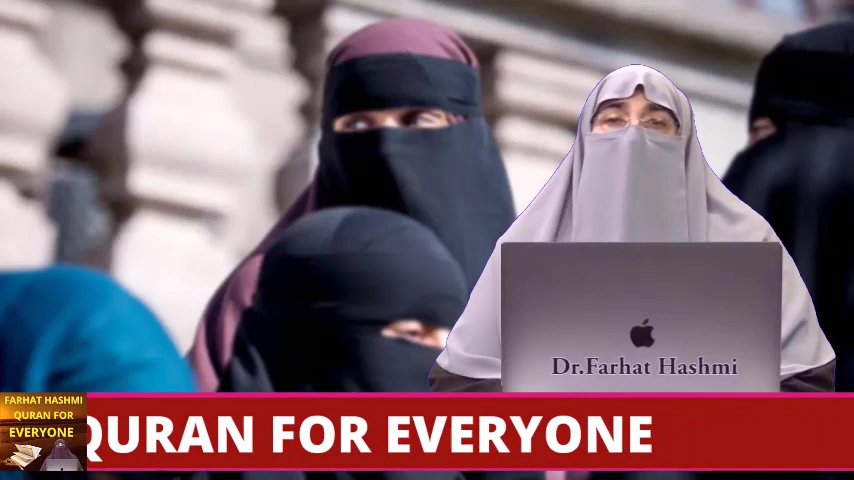 Dr.Farhat Hashmi
FARHAT HASHMI
QURAN FOR
EVERYONE
QURAN FOR EVERYONE